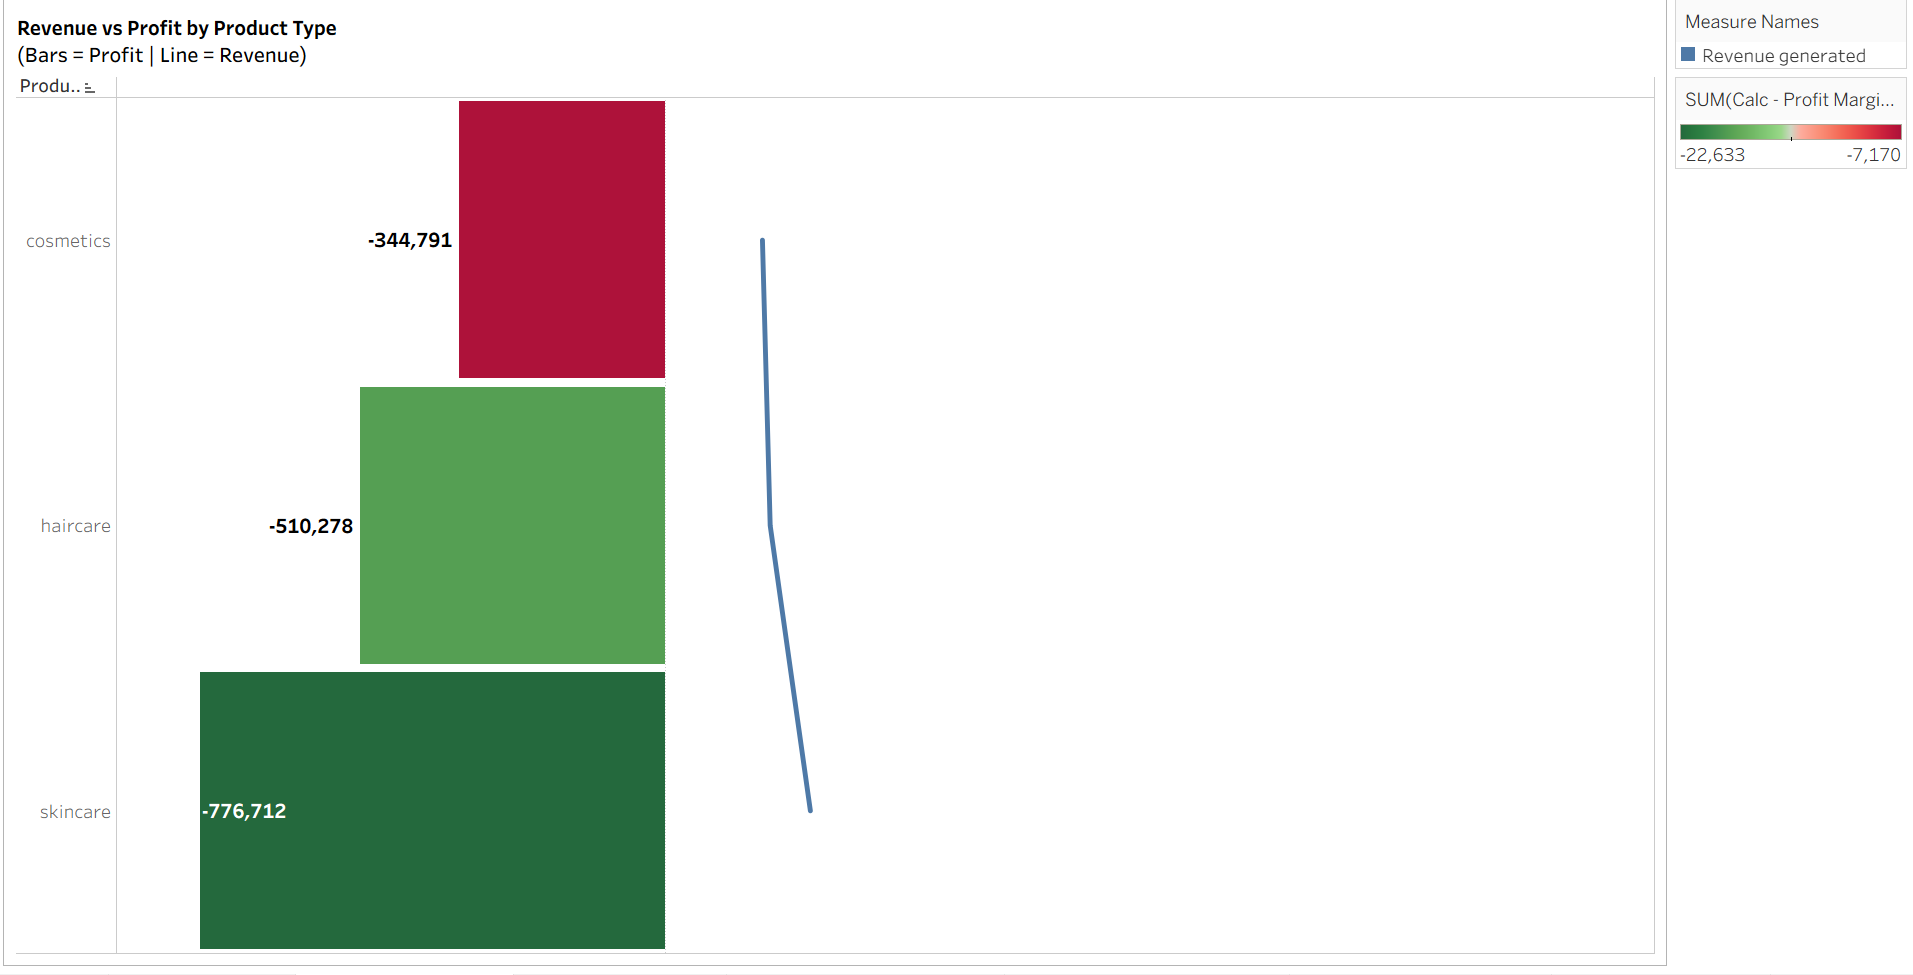 Revenue vs Profit by Product Type
(Bars = Profit | Line = Revenue)
Produ..
cosmetics
-344,791
haircare
-510,278
skincare
-776,712
Measure Names
Revenue generated
SUM(Calc - Profit Margi...
-22,633 -7,170